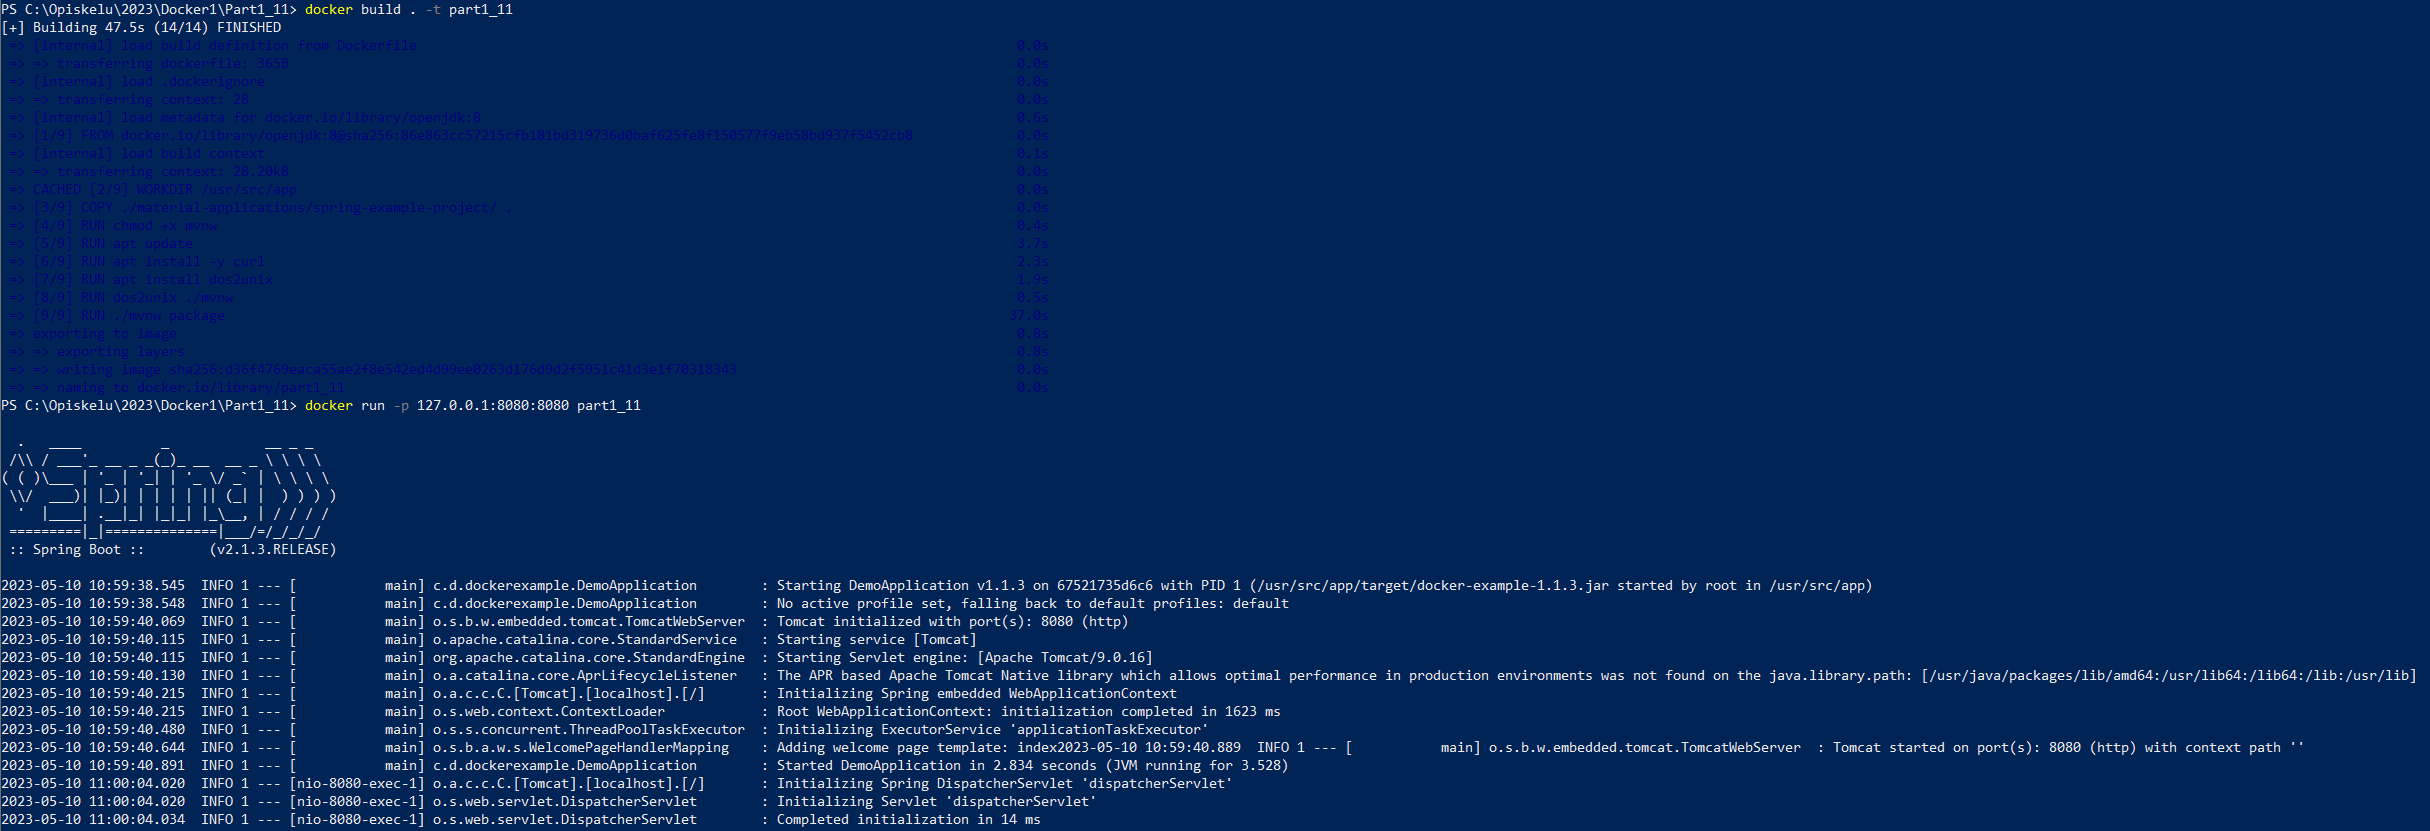 PS C:\Opiskelu\2023\Docker1\Part1_11> docker build . -t part1_11
[+] Building 47.5s (14/14) FINISHED
=> [internal] load build definition from Dockerfile 0.0s
=> => transferring dockerfile: 365B 0.0s
=> [internal] load .dockerignore 0.0s
=> => transferring context: 2B 0.0s
=> [internal] load metadata for docker.io/library/openjdk:8 0.6s
=> [1/9] FROM docker.io/library/openjdk:8@sha256:86e863cc57215cfb181bd319736d0baf625fe8f150577f9eb58bd937f5452cb8 0.0s
=> [internal] load build context 0.1s
=> => transferring context: 28.20kB 0.0s
=> CACHED [2/9] WORKDIR /usr/src/app 0.0s
=> [3/9] COPY ./material-applications/spring-example-project/ . 0.0s
=> [4/9] RUN chmod +x mvnw 0.4s
=> [5/9] RUN apt update 3.7s
=> [6/9] RUN apt install -y curl 2.3s
=> [7/9] RUN apt install dos2unix 1.9s
=> [8/9] RUN dos2unix ./mvnw 0.5s
=> [9/9] RUN ./mvnw package 37.0s
=> exporting to image 0.8s
=> => exporting layers 0.8s
=> => writing image sha256:d36f4769eaca55ae2f8e542ed4d99ee0263d176d9d2f5951c41d3e1f70318343 0.0s
=> => naming to docker.io/library/part1_11 0.0s
PS C:\Opiskelu\2023\Docker1\Part1_11> docker run -p 127.0.0.1:8080:8080 part1_11
  .   ____          _            __ _ _
 /\\ / ___'_ __ _ _(_)_ __  __ _ \ \ \ \
( ( )\___ | '_ | '_| | '_ \/ _` | \ \ \ \
 \\/  ___)| |_)| | | | | || (_| |  ) ) ) )
  '  |____| .__|_| |_|_| |_\__, | / / / /
 =========|_|==============|___/=/_/_/_/
 :: Spring Boot ::        (v2.1.3.RELEASE)
2023-05-10 10:59:38.545  INFO 1 --- [           main] c.d.dockerexample.DemoApplication        : Starting DemoApplication v1.1.3 on 67521735d6c6 with PID 1 (/usr/src/app/target/docker-example-1.1.3.jar started by root in /usr/src/app)
2023-05-10 10:59:38.548  INFO 1 --- [           main] c.d.dockerexample.DemoApplication        : No active profile set, falling back to default profiles: default
2023-05-10 10:59:40.069  INFO 1 --- [           main] o.s.b.w.embedded.tomcat.TomcatWebServer  : Tomcat initialized with port(s): 8080 (http)
2023-05-10 10:59:40.115  INFO 1 --- [           main] o.apache.catalina.core.StandardService   : Starting service [Tomcat]
2023-05-10 10:59:40.115  INFO 1 --- [           main] org.apache.catalina.core.StandardEngine  : Starting Servlet engine: [Apache Tomcat/9.0.16]
2023-05-10 10:59:40.130  INFO 1 --- [           main] o.a.catalina.core.AprLifecycleListener   : The APR based Apache Tomcat Native library which allows optimal performance in production environments was not found on the java.library.path: [/usr/java/packages/lib/amd64:/usr/lib64:/lib64:/lib:/usr/lib]
2023-05-10 10:59:40.215  INFO 1 --- [           main] o.a.c.c.C.[Tomcat].[localhost].[/]       : Initializing Spring embedded WebApplicationContext
2023-05-10 10:59:40.215  INFO 1 --- [           main] o.s.web.context.ContextLoader            : Root WebApplicationContext: initialization completed in 1623 ms
2023-05-10 10:59:40.480  INFO 1 --- [           main] o.s.s.concurrent.ThreadPoolTaskExecutor  : Initializing ExecutorService 'applicationTaskExecutor'
2023-05-10 10:59:40.644  INFO 1 --- [           main] o.s.b.a.w.s.WelcomePageHandlerMapping    : Adding welcome page template: index2023-05-10 10:59:40.889  INFO 1 --- [           main] o.s.b.w.embedded.tomcat.TomcatWebServer  : Tomcat started on port(s): 8080 (http) with context path ''
2023-05-10 10:59:40.891  INFO 1 --- [           main] c.d.dockerexample.DemoApplication        : Started DemoApplication in 2.834 seconds (JVM running for 3.528)
2023-05-10 11:00:04.020  INFO 1 --- [nio-8080-exec-1] o.a.c.c.C.[Tomcat].[localhost].[/]       : Initializing Spring DispatcherServlet 'dispatcherServlet'
2023-05-10 11:00:04.020  INFO 1 --- [nio-8080-exec-1] o.s.web.servlet.DispatcherServlet        : Initializing Servlet 'dispatcherServlet'
2023-05-10 11:00:04.034  INFO 1 --- [nio-8080-exec-1] o.s.web.servlet.DispatcherServlet        : Completed initialization in 14 ms